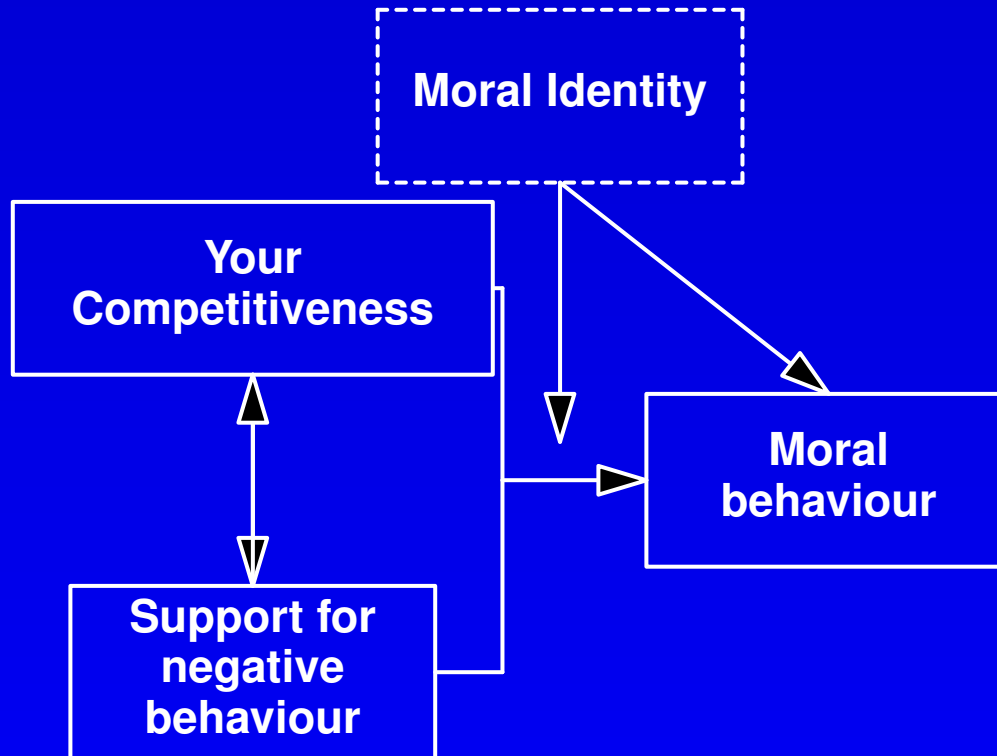 Moral Identity
Your
Competitiveness
Moral
behaviour
Support for
negative
behaviour